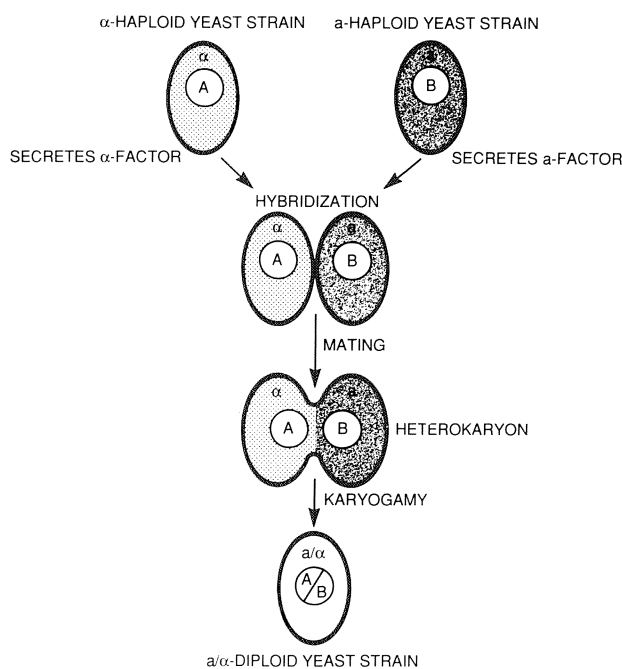 α-HAPLOID YEAST STRAIN a-HAPLOID YEAST STRAIN
α a
A B
SECRETES α-FACTOR SECRETES a-FACTOR
HYBRIDIZATION
α a
A B
MATING
α a
A B HETEROKARYON
KARYOGAMY
a/α
A/B
a/α-DIPLOID YEAST STRAIN